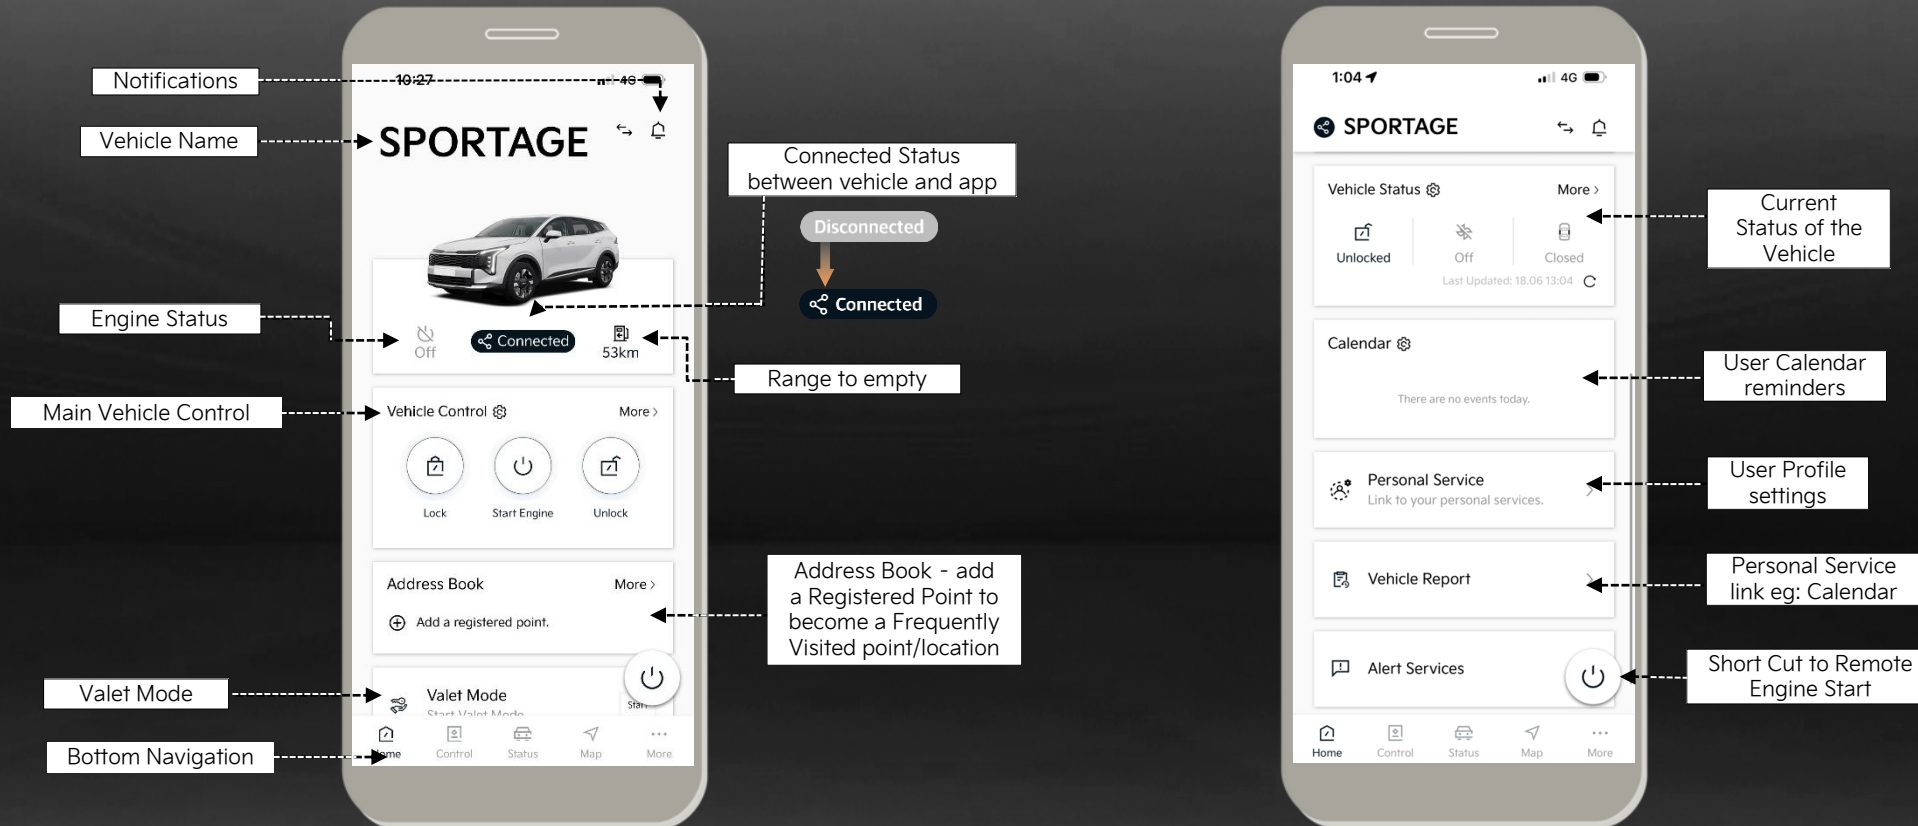 Notifications
Vehicle Name
Engine Status
Main Vehicle Control
Valet Mode
Bottom Navigation
10:27
4G
SPORTAGE
Off
Connected
53km
Vehicle Control
More >
Lock
Start Engine
Unlock
Address Book
More >
Add a registered point.
Valet Mode
Start Valet Mode
Start
Home
Control
Status
Map
More
Connected Status
between vehicle and app
Disconnected
Connected
Range to empty
Address Book - add
a Registered Point to
become a Frequently
Visited point/location
1:04
4G
SPORTAGE
Vehicle Status
More >
Unlocked
Off
Closed
Last Updated: 18.06 13:04
Calendar
There are no events today.
Personal Service
Link to your personal services.
Vehicle Report
Alert Services
Home
Control
Status
Map
More
Current
Status of the
Vehicle
User Calendar
reminders
User Profile
settings
Personal Service
link eg: Calendar
Short Cut to Remote
Engine Start